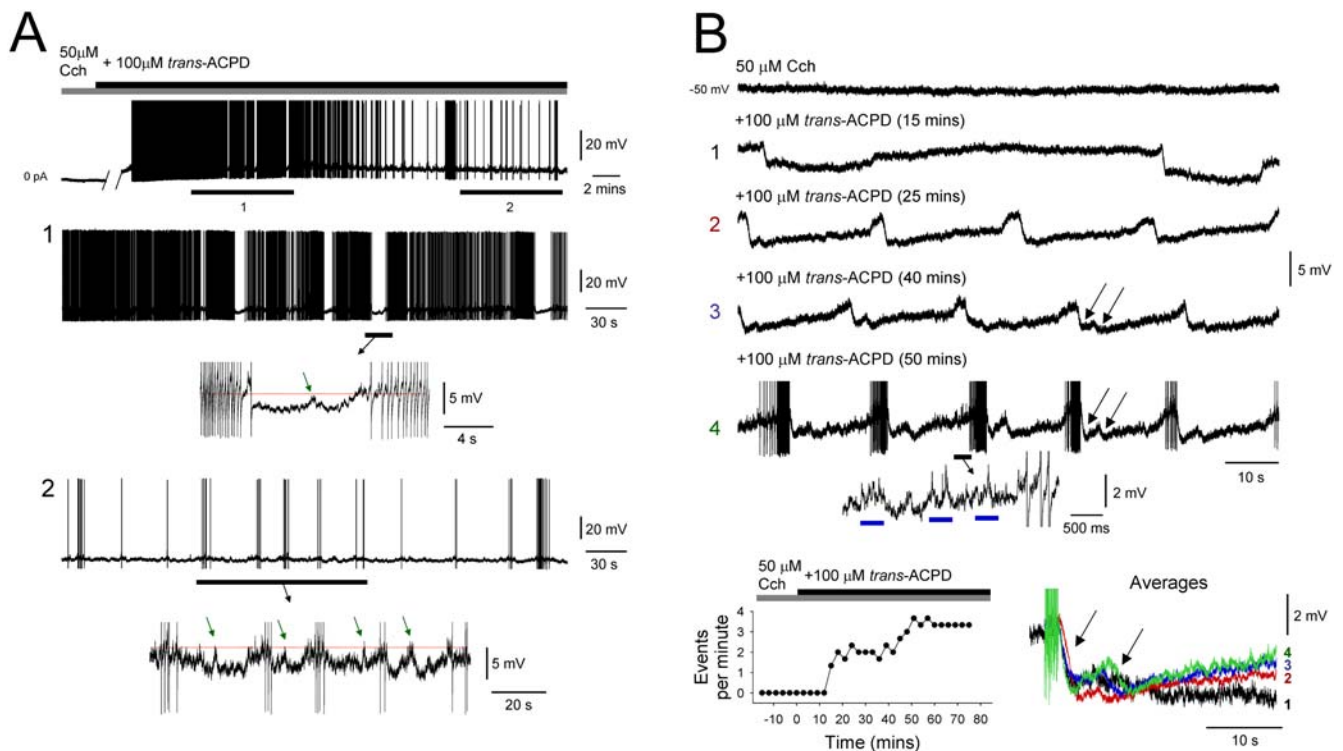 A
50μM
Cch
+ 100μM trans-ACPD
20 mV
0 pA
2 mins
1
2
1
20 mV
30 s
5 mV
4 s
2
20 mV
30 s
5 mV
20 s
B
50 μM Cch
-50 mV
+100 μM trans-ACPD (15 mins)
1
+100 μM trans-ACPD (25 mins)
2
5 mV
+100 μM trans-ACPD (40 mins)
3
+100 μM trans-ACPD (50 mins)
4
10 s
2 mV
500 ms
50 μM
Cch
+100 μM trans-ACPD
Events
per minute
4
3
2
1
0
-10 0 10 20 30 40 50 60 70 80
Time (mins)
Averages
2 mV
4
3
2
1
10 s